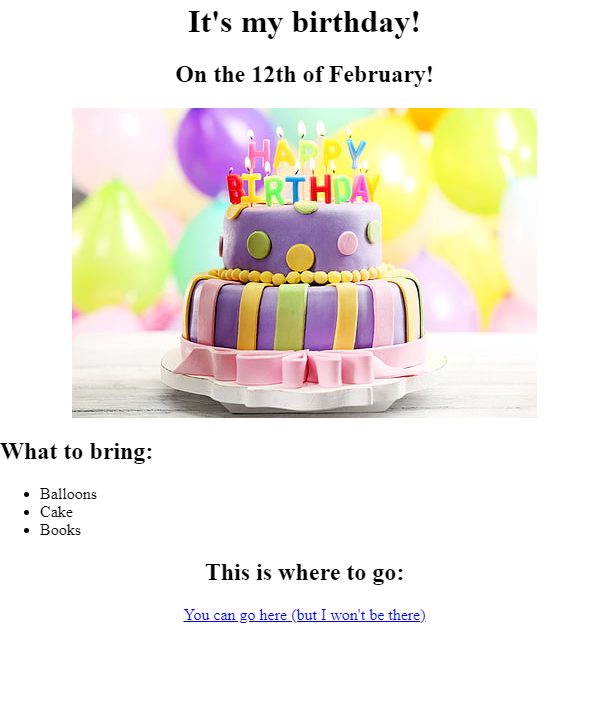 It's my birthday!
On the 12th of February!
HAPPY
BIRTHDAY
What to bring:
Balloons
Cake
Books
This is where to go:
You can go here (but I won't be there)